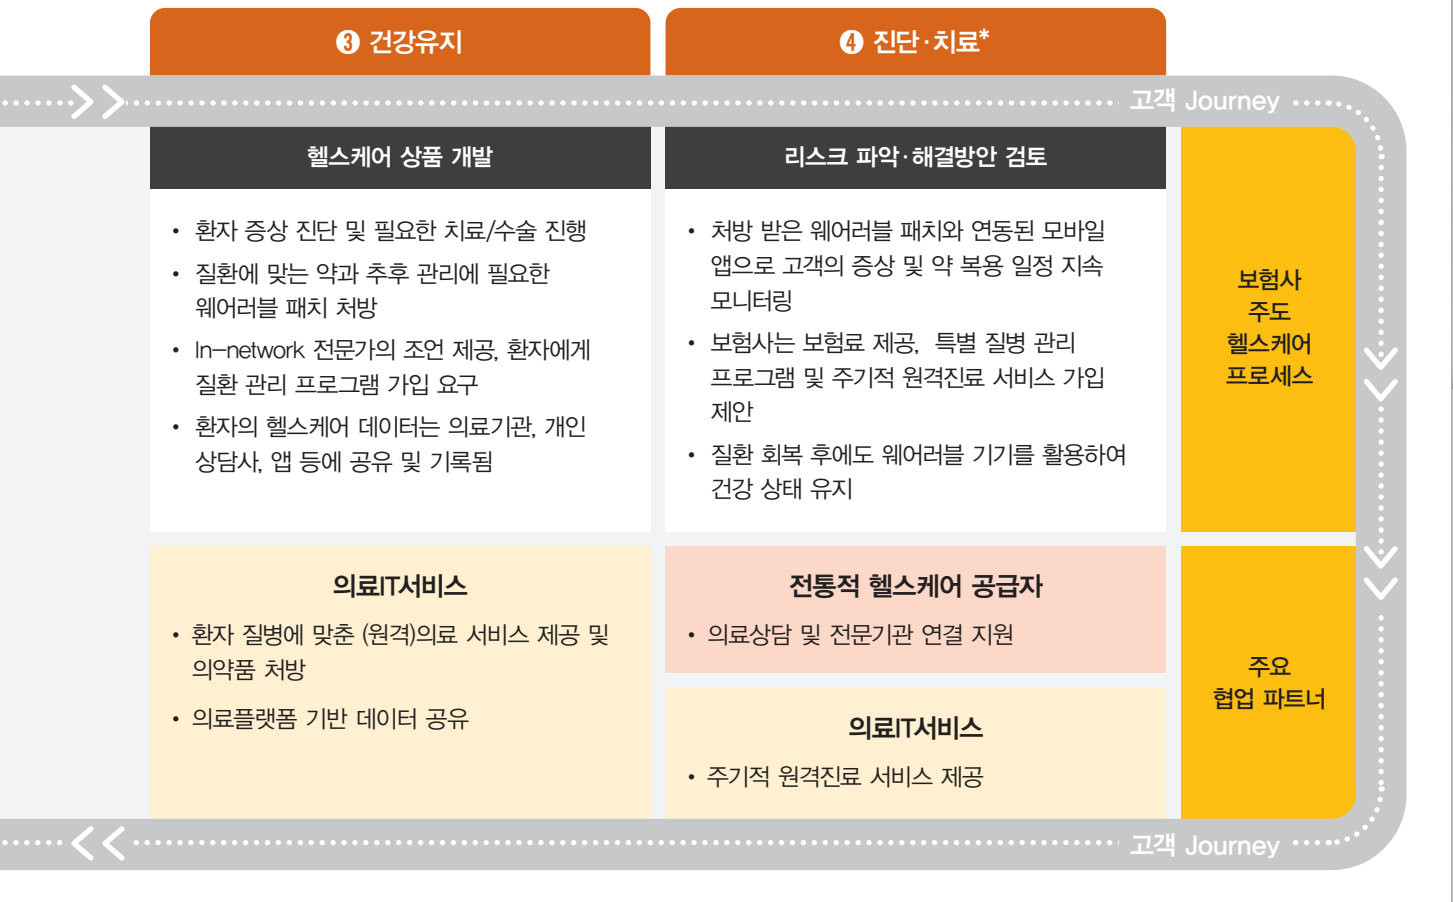 ❸ 건강유지
❹ 진단·치료*
고객 Journey
헬스케어 상품 개발
• 환자 증상 진단 및 필요한 치료/수술 진행
• 질환에 맞는 약과 추후 관리에 필요한
웨어러블 패치 처방
• In-network 전문가의 조언 제공, 환자에게
질환 관리 프로그램 가입 요구
• 환자의 헬스케어 데이터는 의료기관, 개인
상담사, 앱 등에 공유 및 기록됨
리스크 파악·해결방안 검토
• 처방 받은 웨어러블 패치와 연동된 모바일
앱으로 고객의 증상 및 약 복용 일정 지속
모니터링
• 보험사는 보험료 제공, 특별 질병 관리
프로그램 및 주기적 원격진료 서비스 가입
제안
• 질환 회복 후에도 웨어러블 기기를 활용하여
건강 상태 유지
보험사
주도
헬스케어
프로세스
의료IT서비스
• 환자 질병에 맞춘 (원격)의료 서비스 제공 및
의약품 처방
• 의료플랫폼 기반 데이터 공유
전통적 헬스케어 공급자
• 의료상담 및 전문기관 연결 지원
의료IT서비스
• 주기적 원격진료 서비스 제공
주요
협업 파트너
고객 Journey